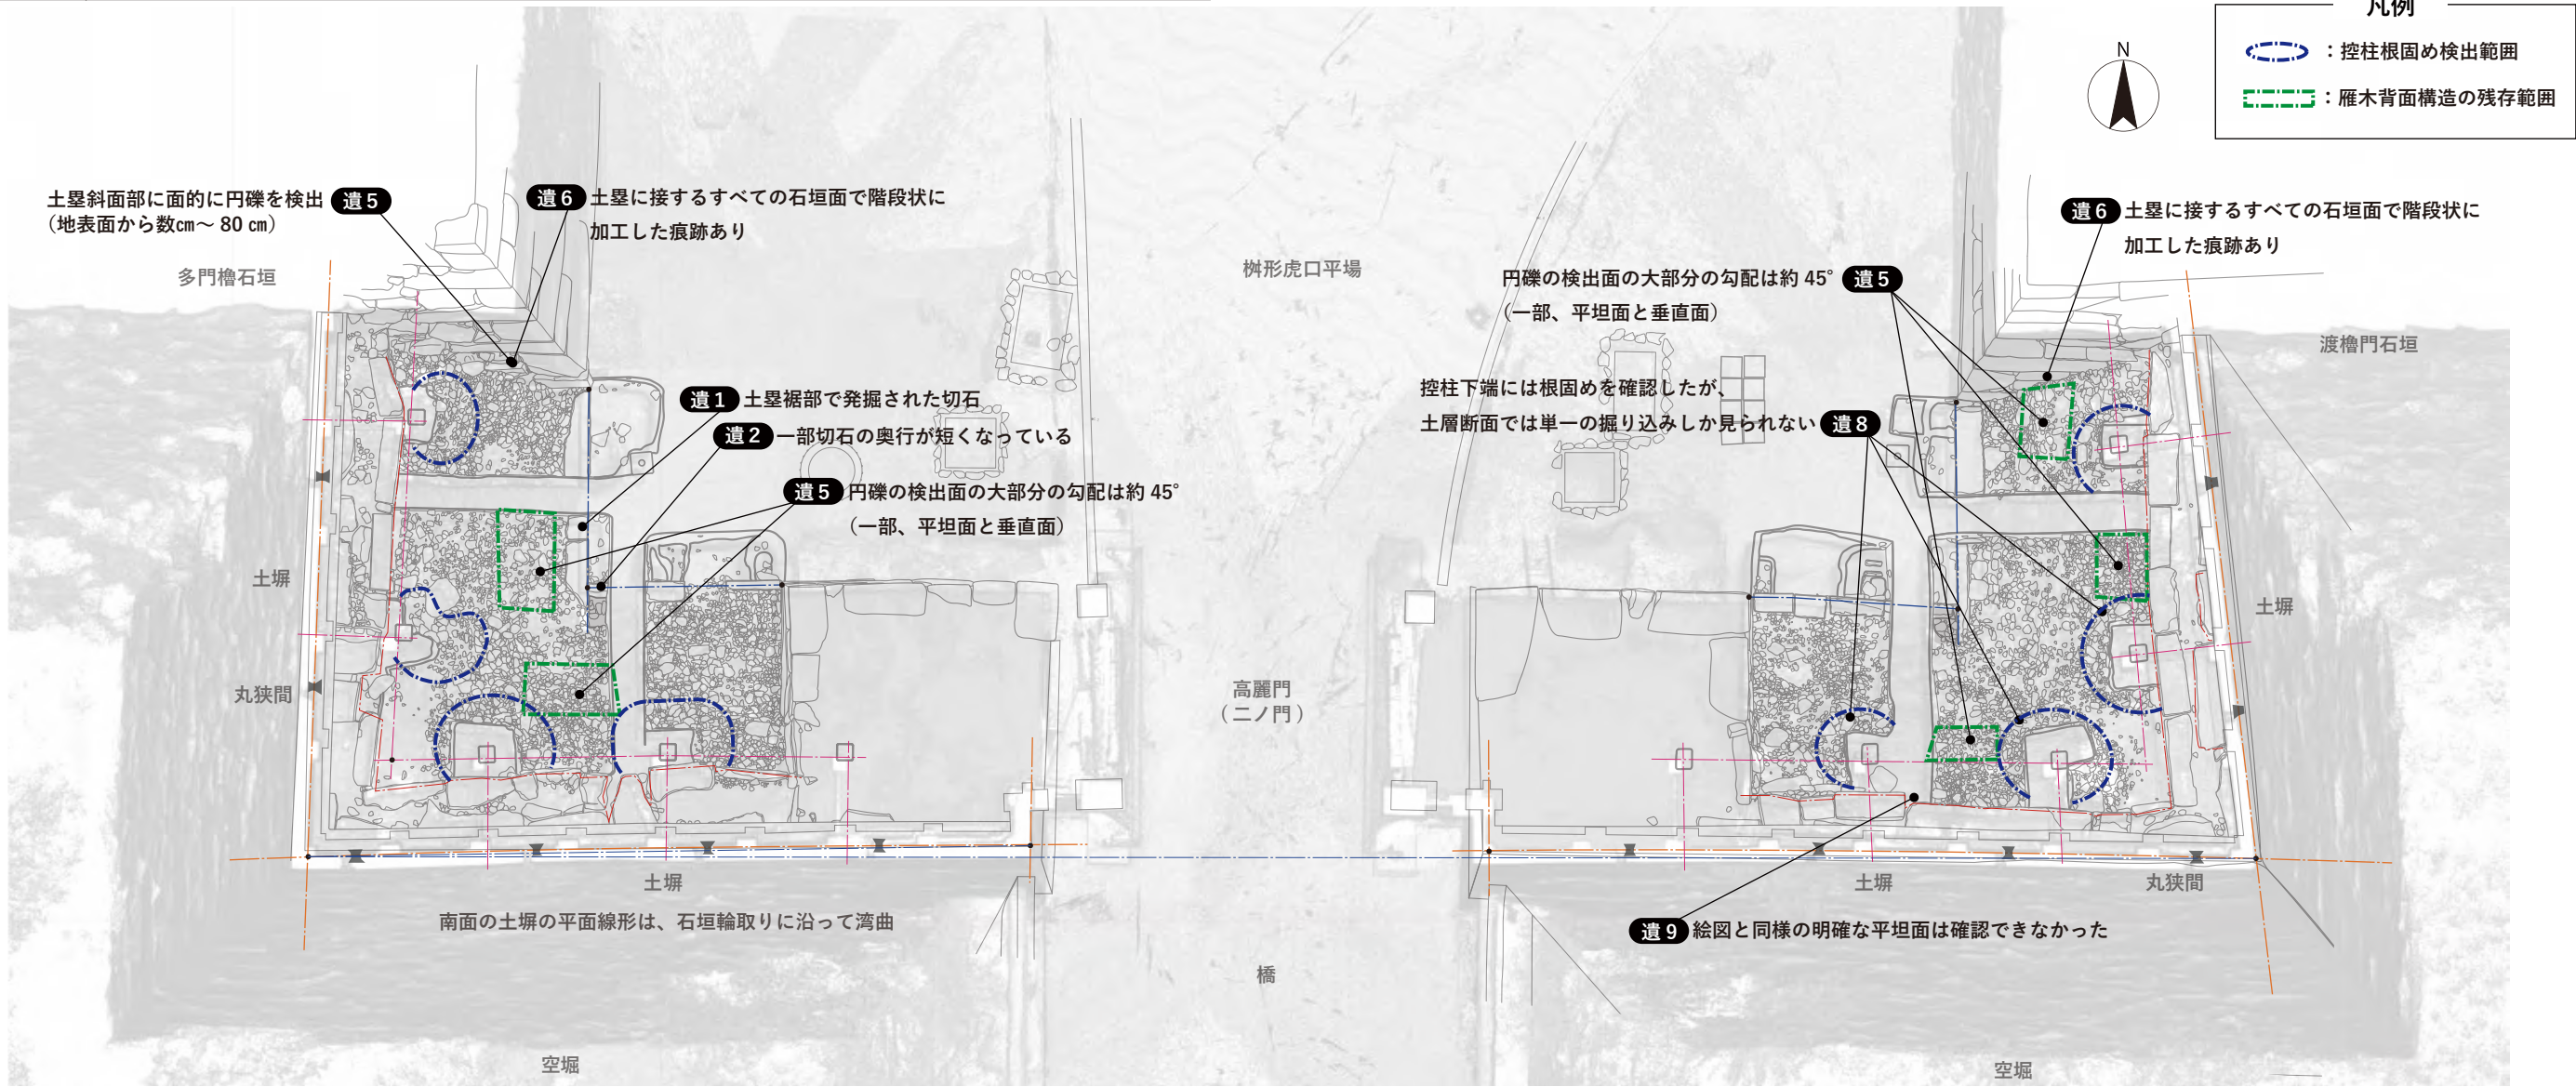 凡例
：控柱根固め検出範囲
：雁木背面構造の残存範囲
N
土塁斜面部に面的に円礫を検出 遺5
（地表面から数㎝～ 80 ㎝）
遺6 土塁に接するすべての石垣面で階段状に
加工した痕跡あり
多門櫓石垣
遺1 土塁裾部で発掘された切石
遺2 一部切石の奥行が短くなっている
遺5 円礫の検出面の大部分の勾配は約 45°
（一部、平坦面と垂直面）
土塀
丸狭間
土塀
南面の土塀の平面線形は、石垣輪取りに沿って湾曲
空堀
桝形虎口平場
高麗門
（二ノ門）
橋
遺6 土塁に接するすべての石垣面で階段状に
加工した痕跡あり
円礫の検出面の大部分の勾配は約 45° 遺5
（一部、平坦面と垂直面）
渡櫓門石垣
控柱下端には根固めを確認したが、
土層断面では単一の掘り込みしか見られない 遺8
土塀
土塀
丸狭間
遺9 絵図と同様の明確な平坦面は確認できなかった
空堀